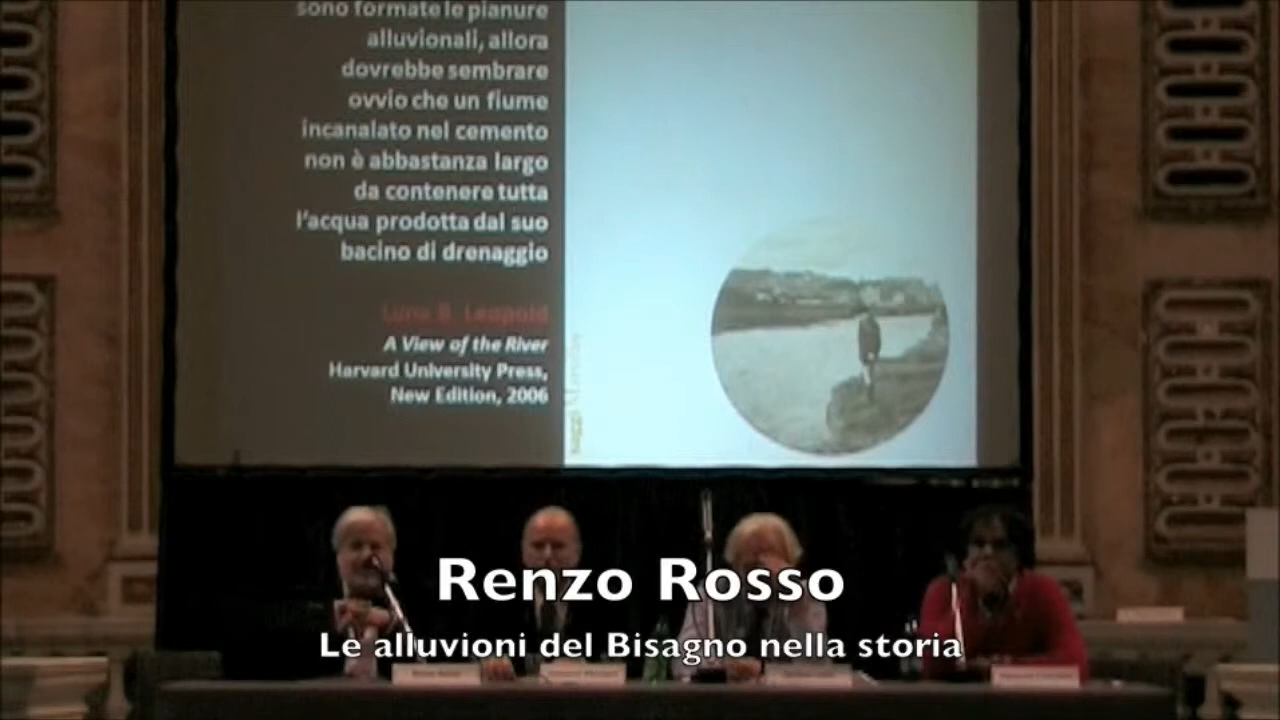 sono formate le pianure
alluvionali, allora
dovrebbe sembrare
ovvio che un fiume
incanalato nel cemento
non è abbastanza largo
da contenere tutta
l'acqua prodotta dal suo
bacino di drenaggio
Luna B. Leopold
A View of the River
Harvard University Press,
New Edition, 2006
Renzo Rosso
Le alluvioni del Bisagno nella storia